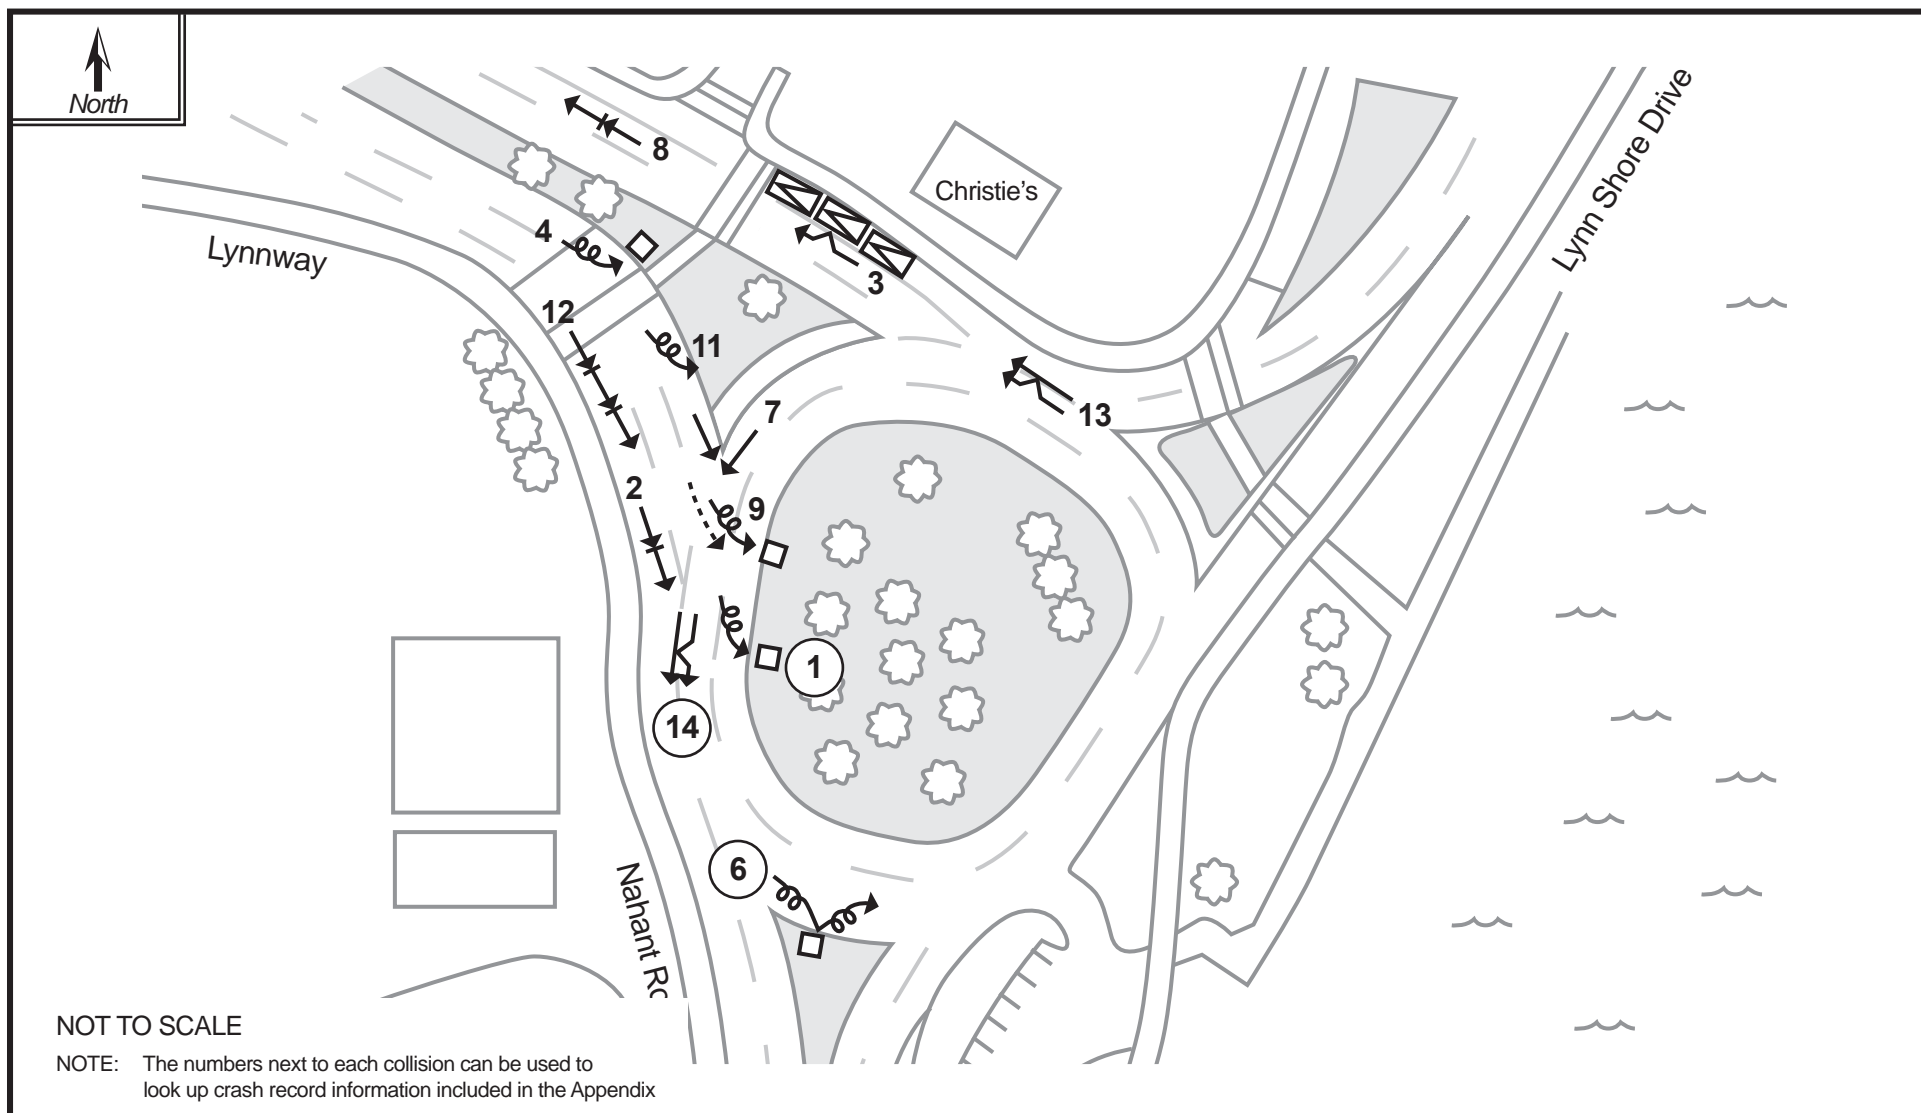 North
8
Christie's
Lynn Shore Drive
4
Lynnway
3
12
11
7
13
2
9
1
14
6
Nahant
NOT TO SCALE
NOTE: The numbers next to each collision can be used to
look up crash record information included in the Appendix